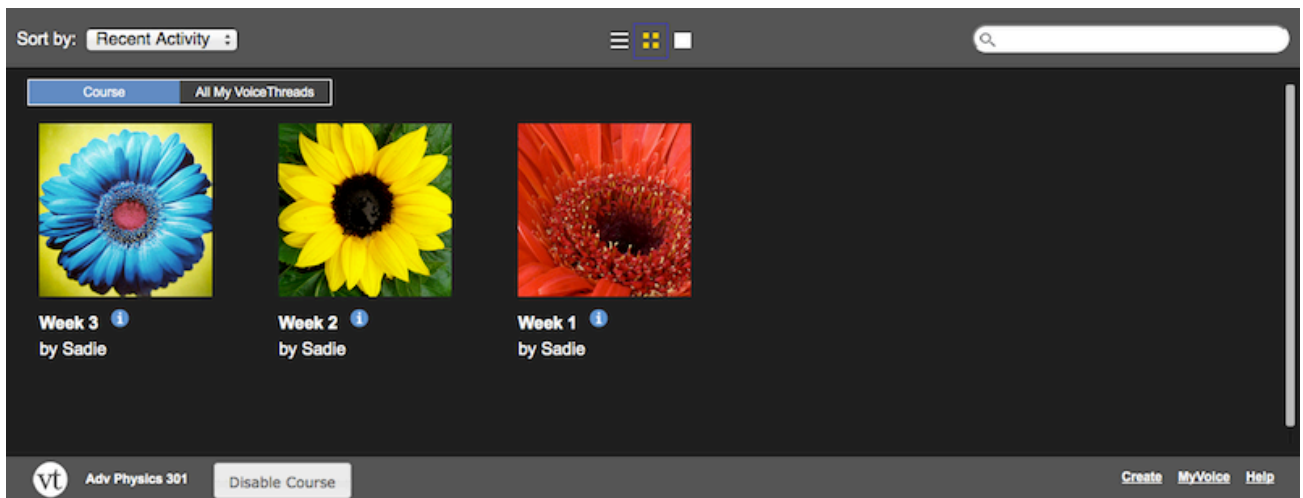 Sort by: Recent Activity
Course All My VoiceThreads
Week 3 Week 2 Week 1
by Sadie by Sadie by Sadie
vt Adv Physics 301 Disable Course Create MyVoice Help